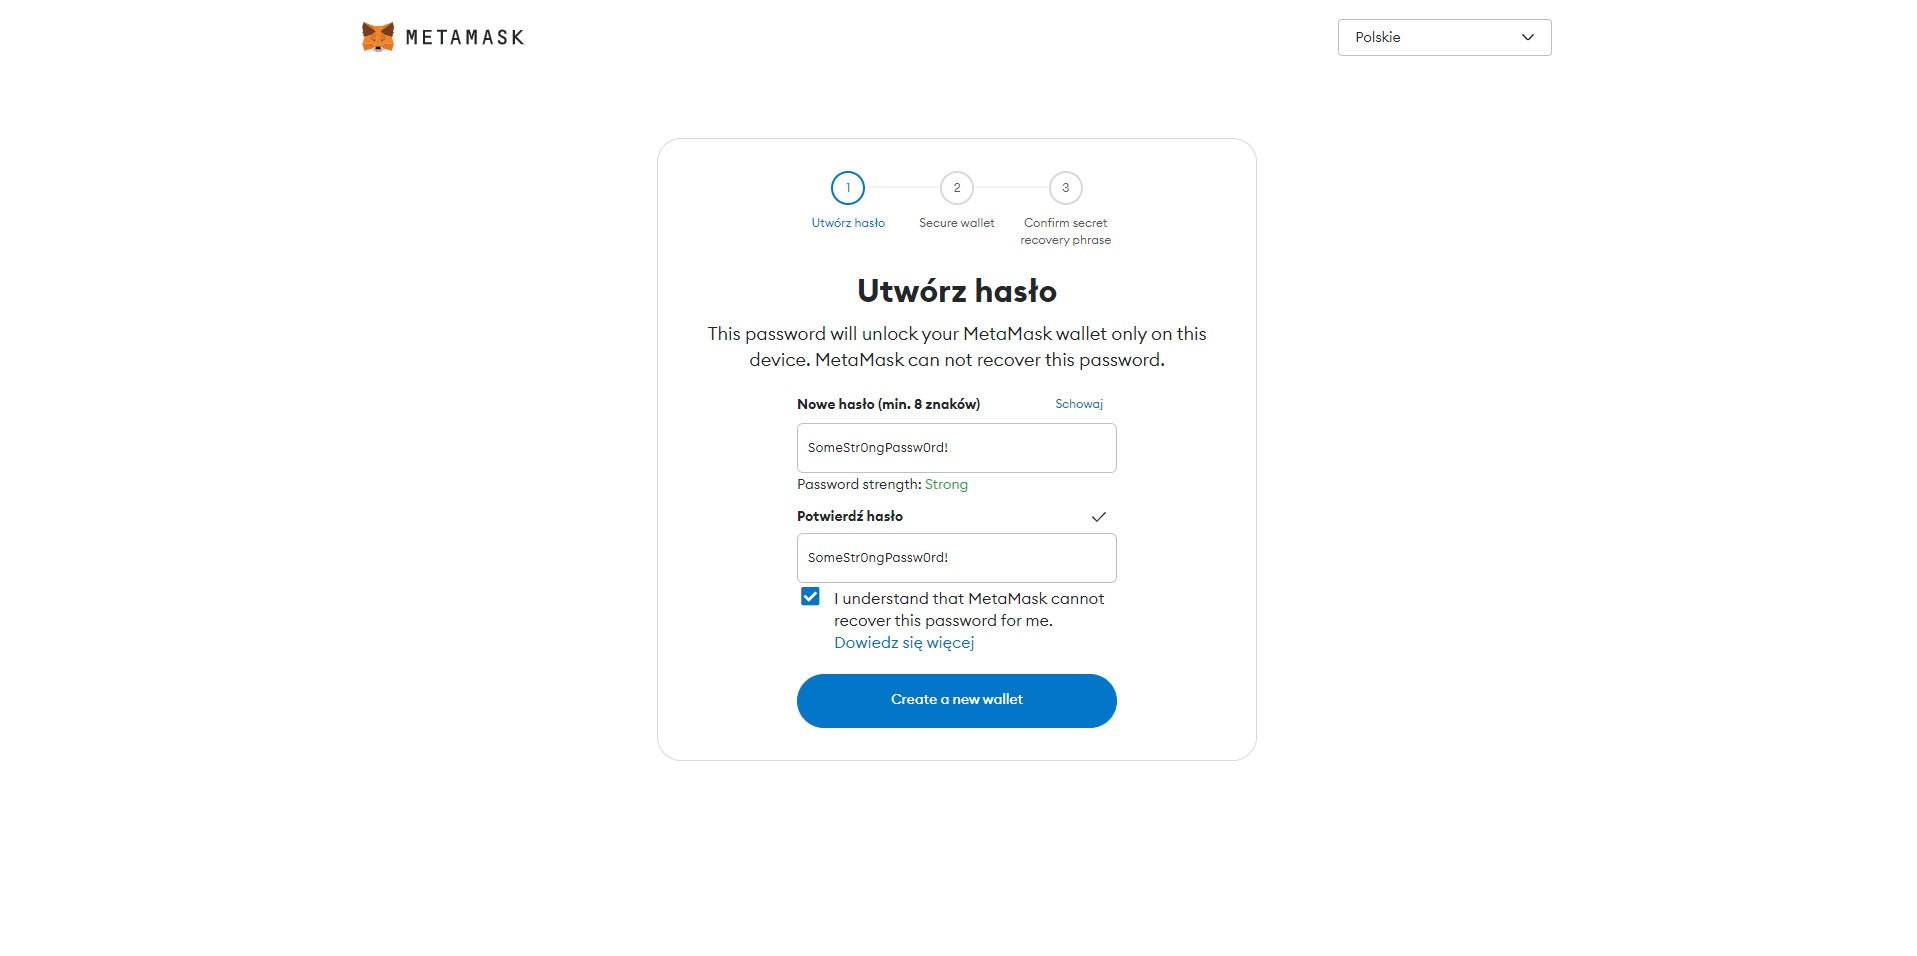 METAMASK
Polskie
1
2
3
Utwórz hasło
Secure wallet
Confirm secret
recovery phrase
Utwórz hasło
This password will unlock your MetaMask wallet only on this
device. MetaMask can not recover this password.
Nowe hasło (min. 8 znaków)
Schowaj
SomeStr0ngPassw0rd!
Password strength: Strong
Potwierdź hasło
SomeStr0ngPassw0rd!
I understand that MetaMask cannot
recover this password for me.
Dowiedz się więcej
Create a new wallet